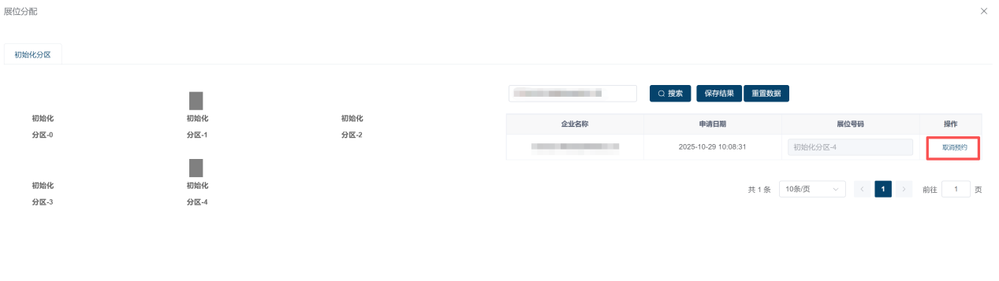 展位分配
初始化分区
搜索 保存结果 重置数据
初始化 初始化 初始化
分区-0 分区-1 分区-2
初始化 初始化
分区-3 分区-4
企业名称 申请日期 展位号码 操作
2025-10-29 10:08:31 初始化分区-4 取消预约
共 1 条 10条/页 1 前往 1 页